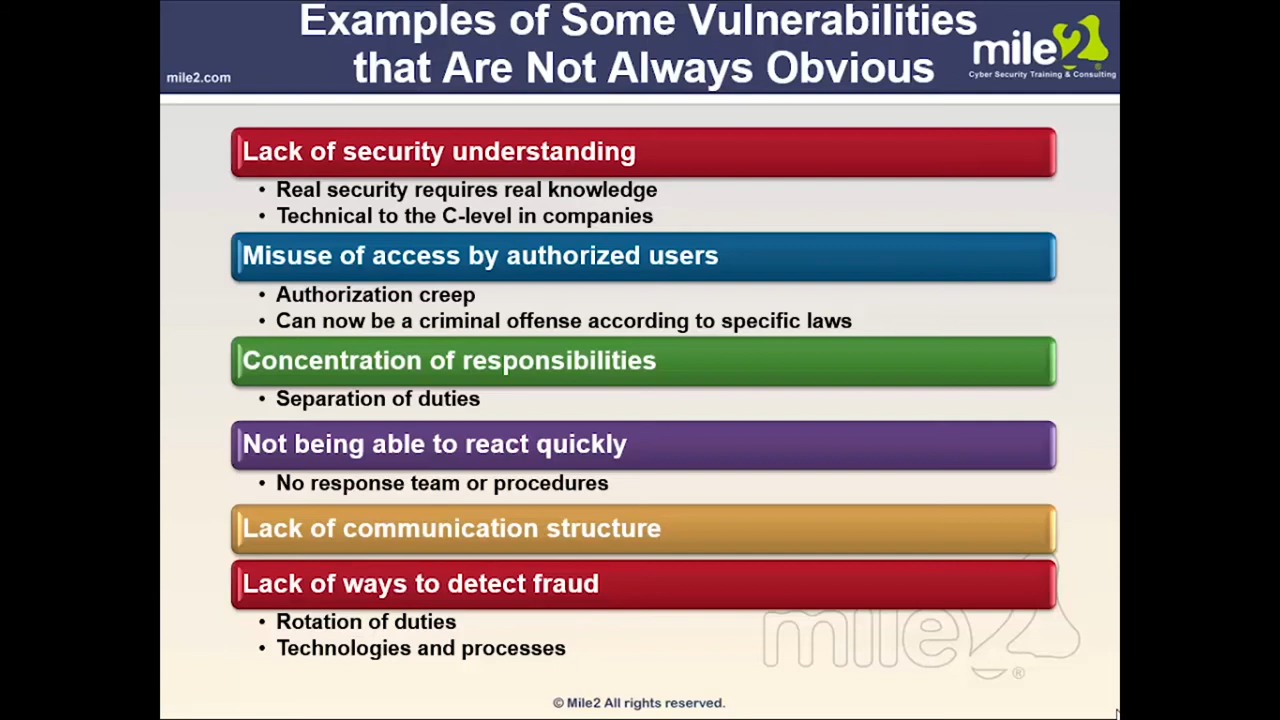 Examples of Some Vulnerabilities
that Are Not Always Obvious
mile2.com
mile2
Cyber Security Training & Consulting
Lack of security understanding
• Real security requires real knowledge
• Technical to the C-level in companies
Misuse of access by authorized users
• Authorization creep
• Can now be a criminal offense according to specific laws
Concentration of responsibilities
• Separation of duties
Not being able to react quickly
• No response team or procedures
Lack of communication structure
Lack of ways to detect fraud
• Rotation of duties
• Technologies and processes
mile2®
© Mile2 All rights reserved.